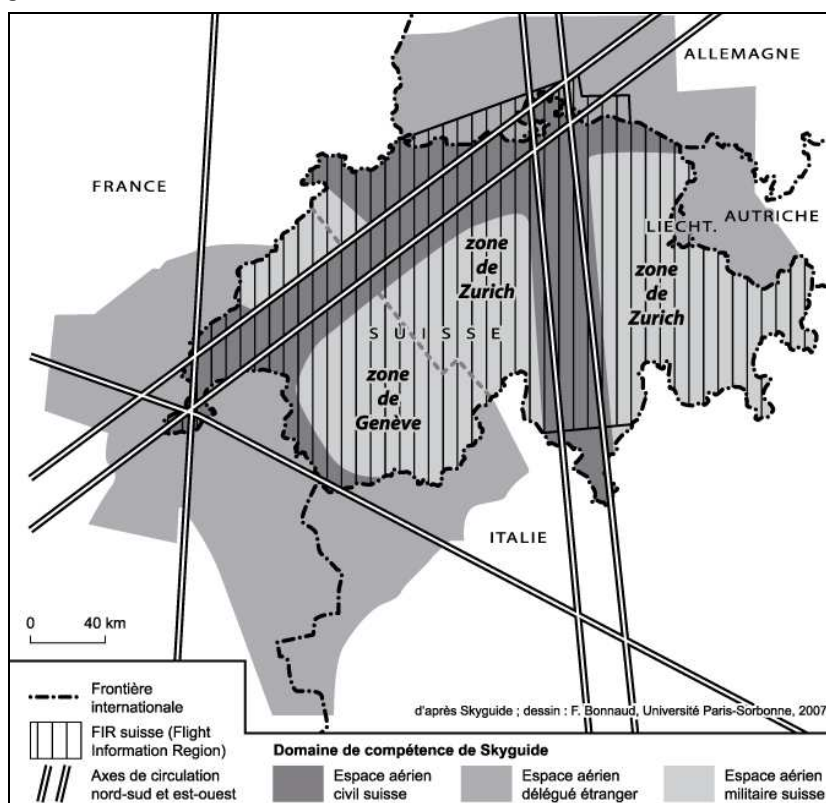 ALLEMAGNE
FRANCE
AUTRICHE
LIECHT.
zone
de
Zurich
zone
de
Zurich
SUISSE
zone
de
Genève
ITALIE
0 40 km
d'après Skyguide ; dessin : F. Bonnaud, Université Paris-Sorbonne, 2007
Frontière
internationale
FIR suisse (Flight
Information Region)
Axes de circulation
nord-sud et est-ouest
Domaine de compétence de Skyguide
Espace aérien
civil suisse
Espace aérien
délégué étranger
Espace aérien
militaire suisse